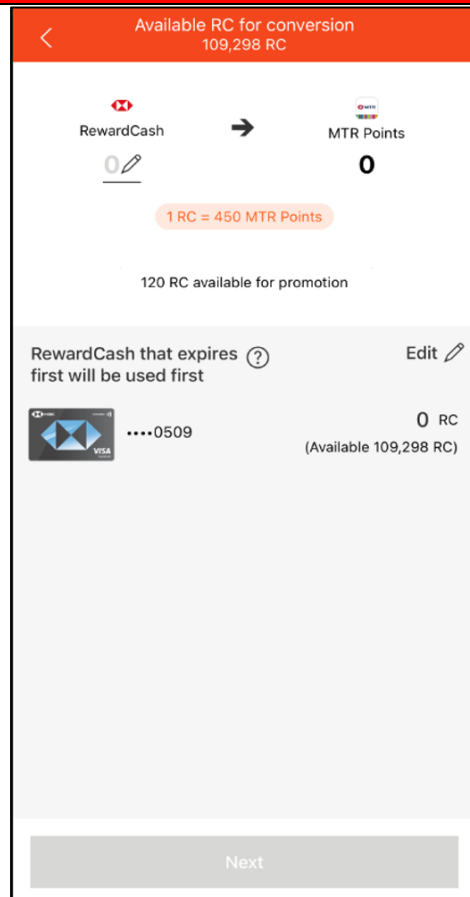 Available RC for conversion
109,298 RC
RewardCash
MTR
MTR Points
0
0
1 RC = 450 MTR Points
120 RC available for promotion
RewardCash that expires
first will be used first
?
Edit
••••0509
VISA
0 RC
(Available 109,298 RC)
Next